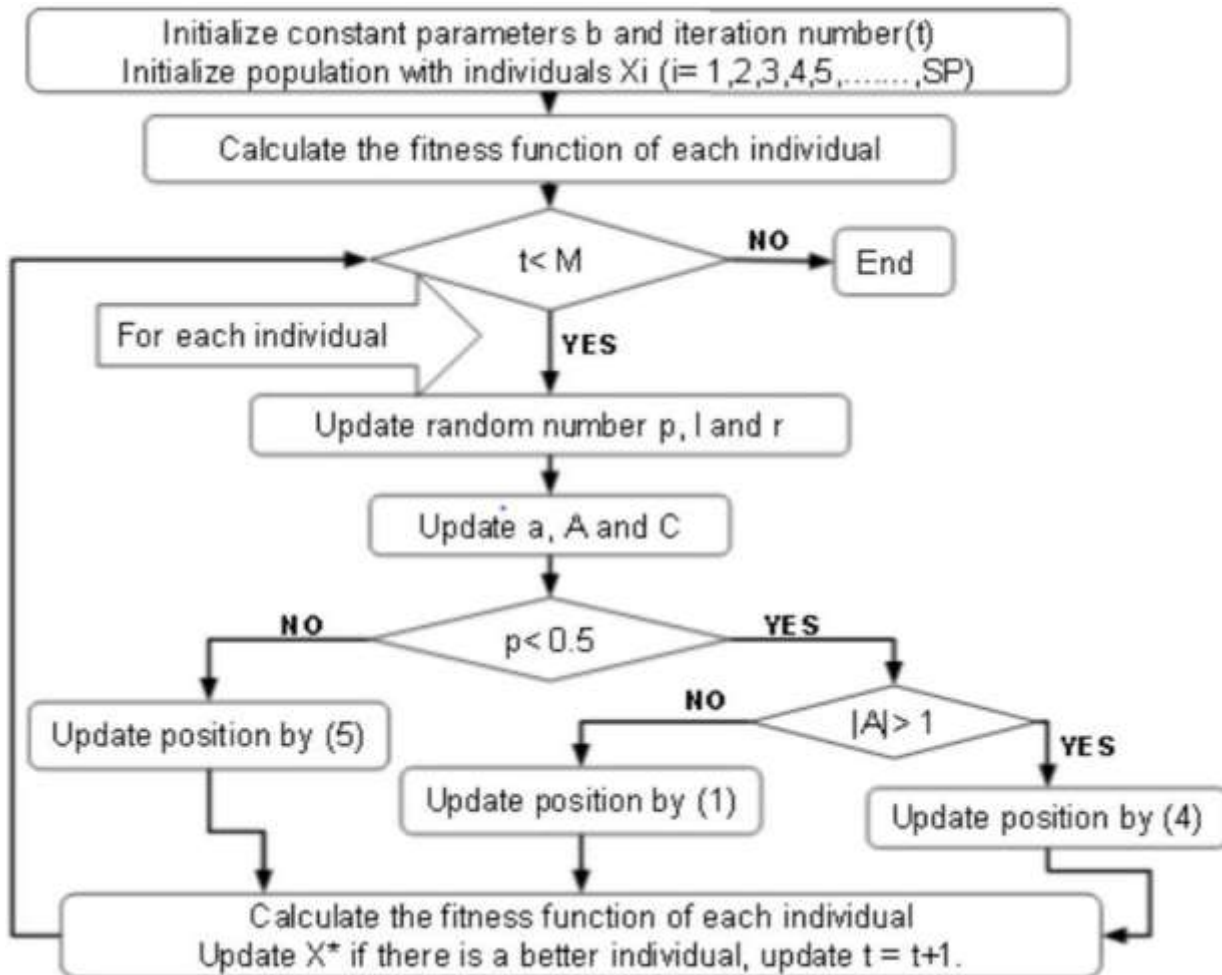 Initialize constant parameters b and iteration number(t)
Initialize population with individuals Xi (i= 1,2,3,4,5,.......,SP)
Calculate the fitness function of each individual
t< M
NO
End
For each individual
YES
Update random number p, l and r
Update a, A and C
NO
p< 0.5
YES
Update position by (5)
NO
|A|> 1
YES
Update position by (1)
Update position by (4)
Calculate the fitness function of each individual
Update X* if there is a better individual, update t = t+1.